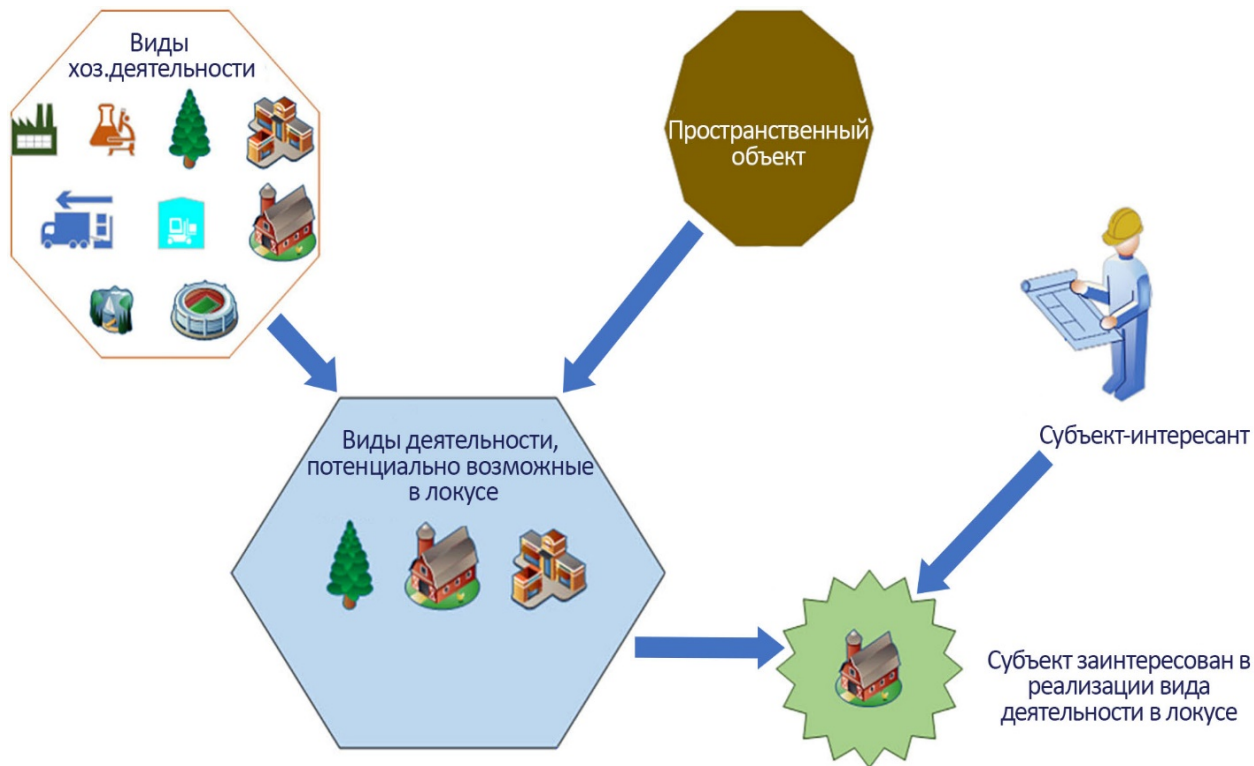 Виды
хоз.деятельности
Пространственный
объект
Субъект-интересант
Виды деятельности,
потенциально возможные
в локусе
Субъект заинтересован в
реализации вида
деятельности в локусе